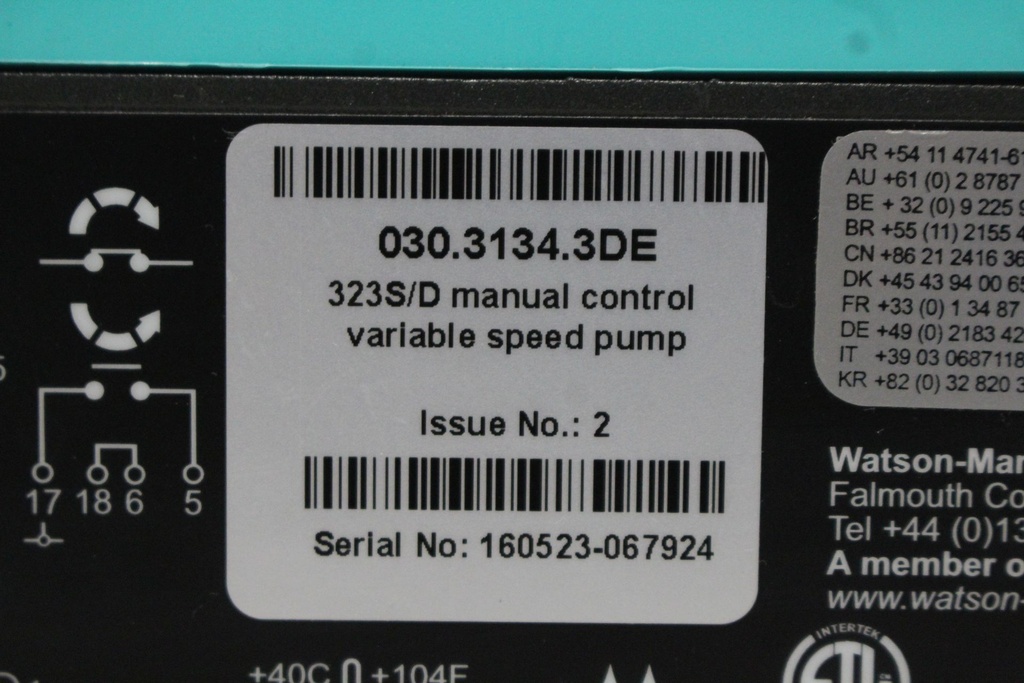 030.3134.3DE
323S/D manual control
variable speed pump
Issue No.: 2
Serial No: 160523-067924
17 18 6 5
AR +54 11 4741-6
AU +61 (0) 2 8787
BE + 32 (0) 9 225 9
BR +55 (11) 2155 4
CN +86 21 2416 36
DK +45 43 94 00 65
FR +33 (0) 1 34 87
DE +49 (0) 2183 42
IT +39 03 0687118
KR +82 (0) 32 820 3
Watson-Mar
Falmouth Co
Tel +44 (0)13
A member o
www.watson-
INTERTEK
ETL
+40C +104F